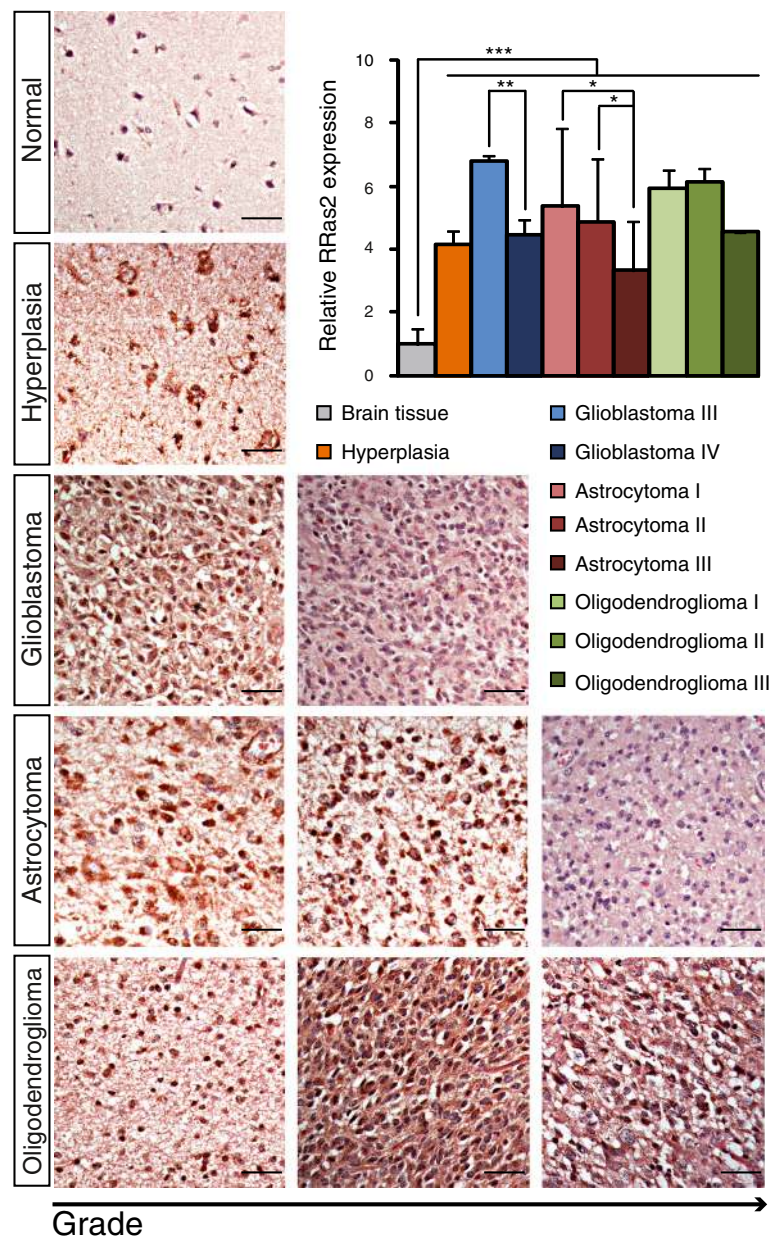 Normal
Hyperplasia
Glioblastoma
Astrocytoma
Oligodendroglioma
Grade
Relative RRas2 expression
10
8
6
4
2
0
***
**
*
*
Brain tissue
Hyperplasia
Glioblastoma III
Glioblastoma IV
Astrocytoma I
Astrocytoma II
Astrocytoma III
Oligodendroglioma I
Oligodendroglioma II
Oligodendroglioma III